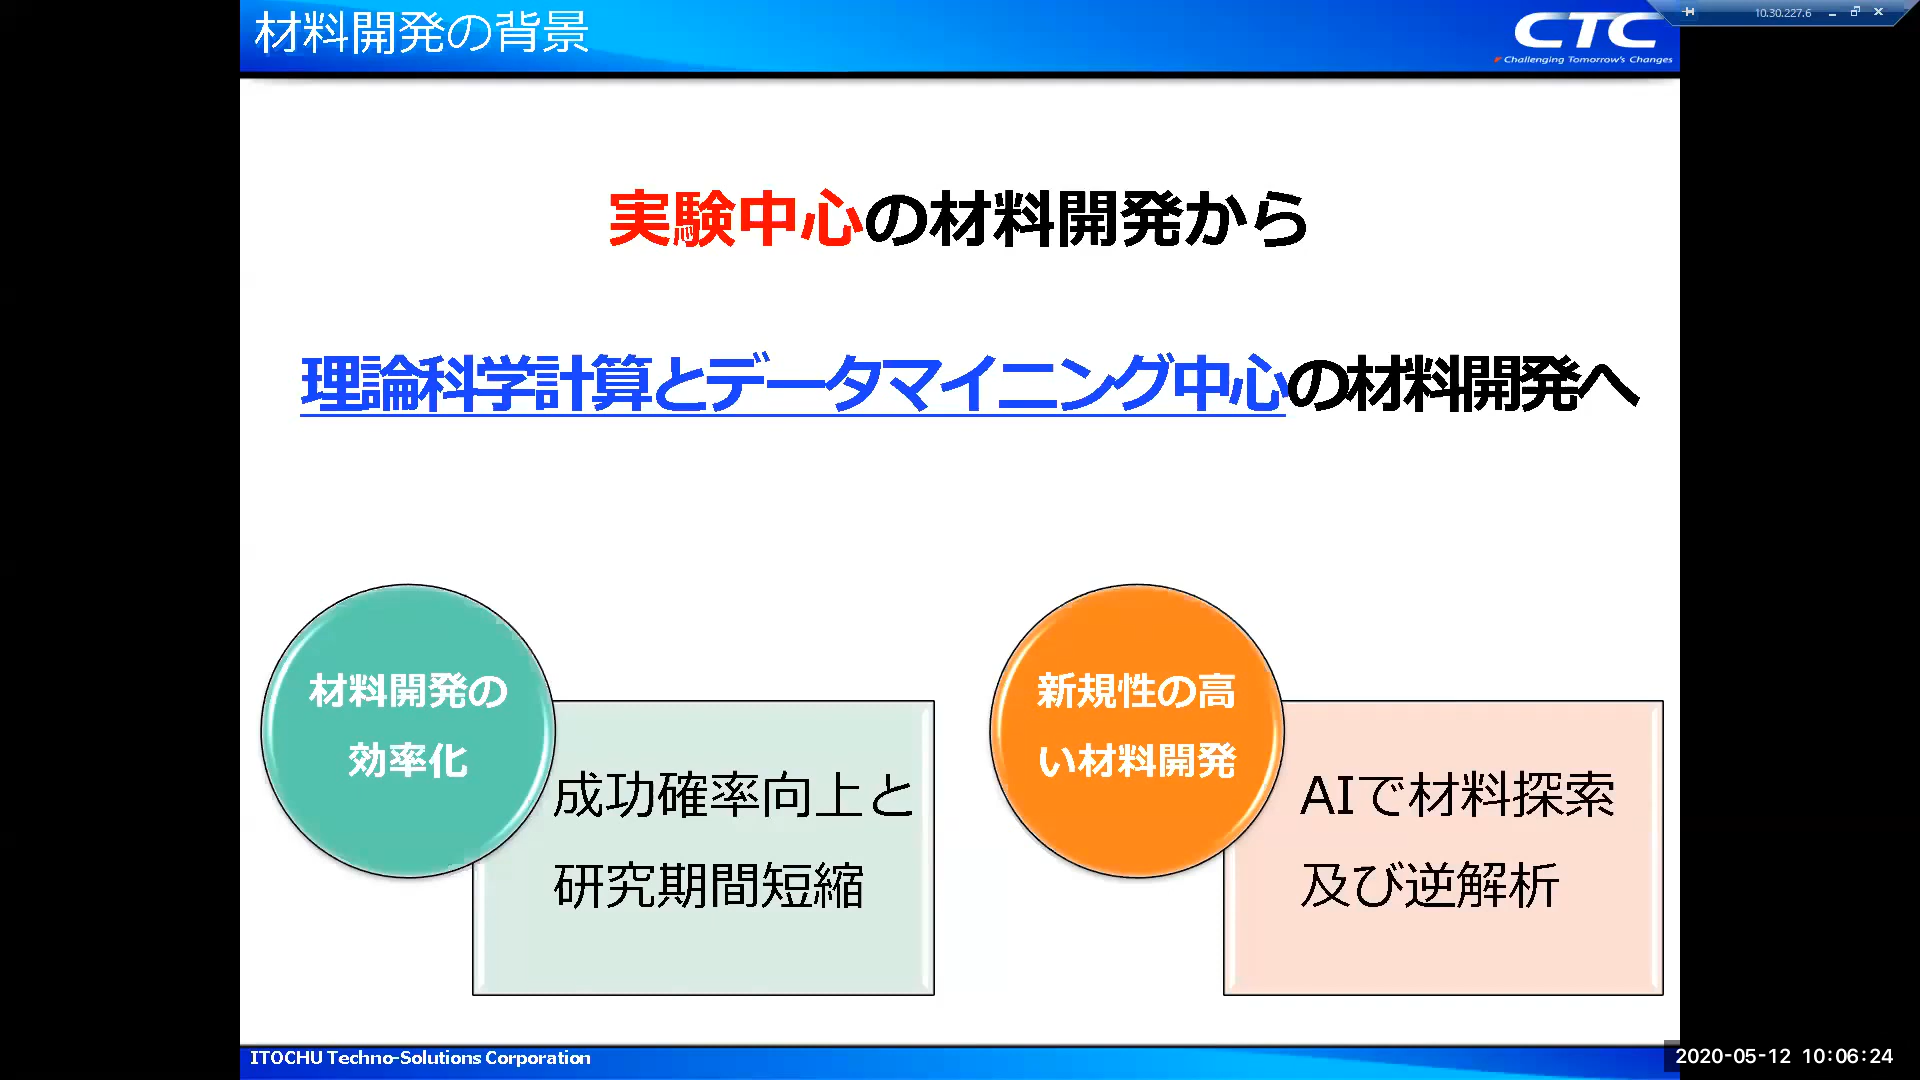 材料開発の背景
10.30.227.6
CTC
Challenging Tomorrow's Changes
実験中心の材料開発から
理論科学計算とデータマイニング中心の材料開発へ
材料開発の
効率化
成功確率向上と
研究期間短縮
新規性の高
い材料開発
AIで材料探索
及び逆解析
ITOCHU Techno-Solutions Corporation
2020-05-12 10:06:24